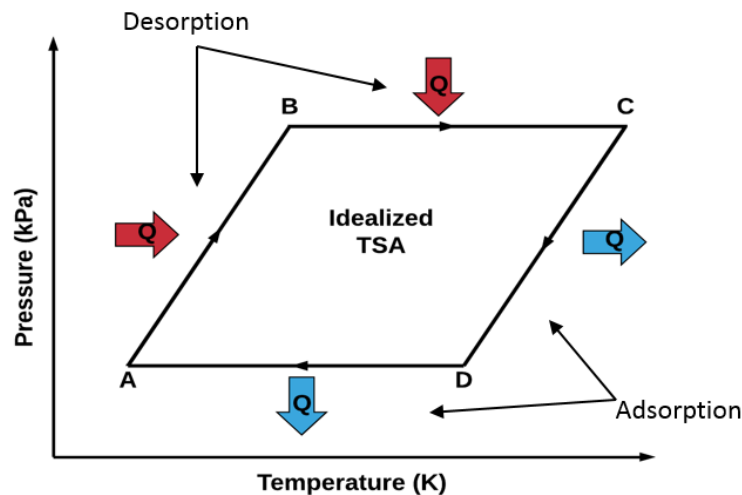 Desorption
Q
B
C
Idealized
TSA
Q
Q
Pressure (kPa)
A
D
Q
Adsorption
Temperature (K)